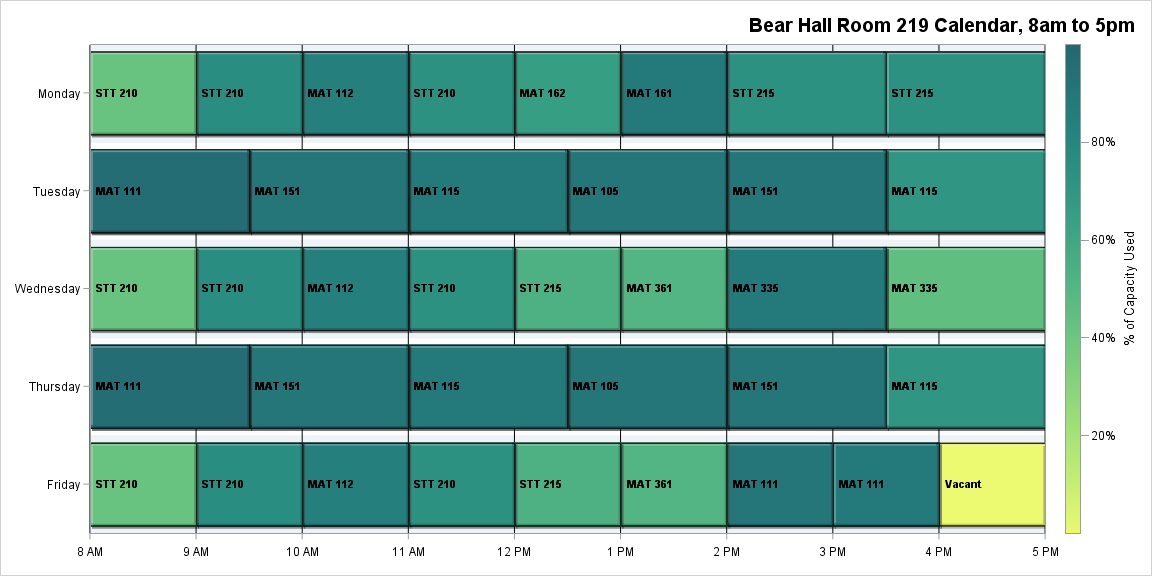 Bear Hall Room 219 Calendar, 8am to 5pm
Monday STT 210 STT 210 MAT 112 STT 210 MAT 162 MAT 161 STT 215 STT 215
80%
Tuesday MAT 111 MAT 151 MAT 115 MAT 105 MAT 151 MAT 115
60%
% of Capacity Used
Wednesday STT 210 STT 210 MAT 112 STT 210 STT 215 MAT 361 MAT 335 MAT 335
40%
Thursday MAT 111 MAT 151 MAT 115 MAT 105 MAT 151 MAT 115
20%
Friday STT 210 STT 210 MAT 112 STT 210 STT 215 MAT 361 MAT 111 MAT 111 Vacant
8 AM 9 AM 10 AM 11 AM 12 PM 1 PM 2 PM 3 PM 4 PM 5 PM